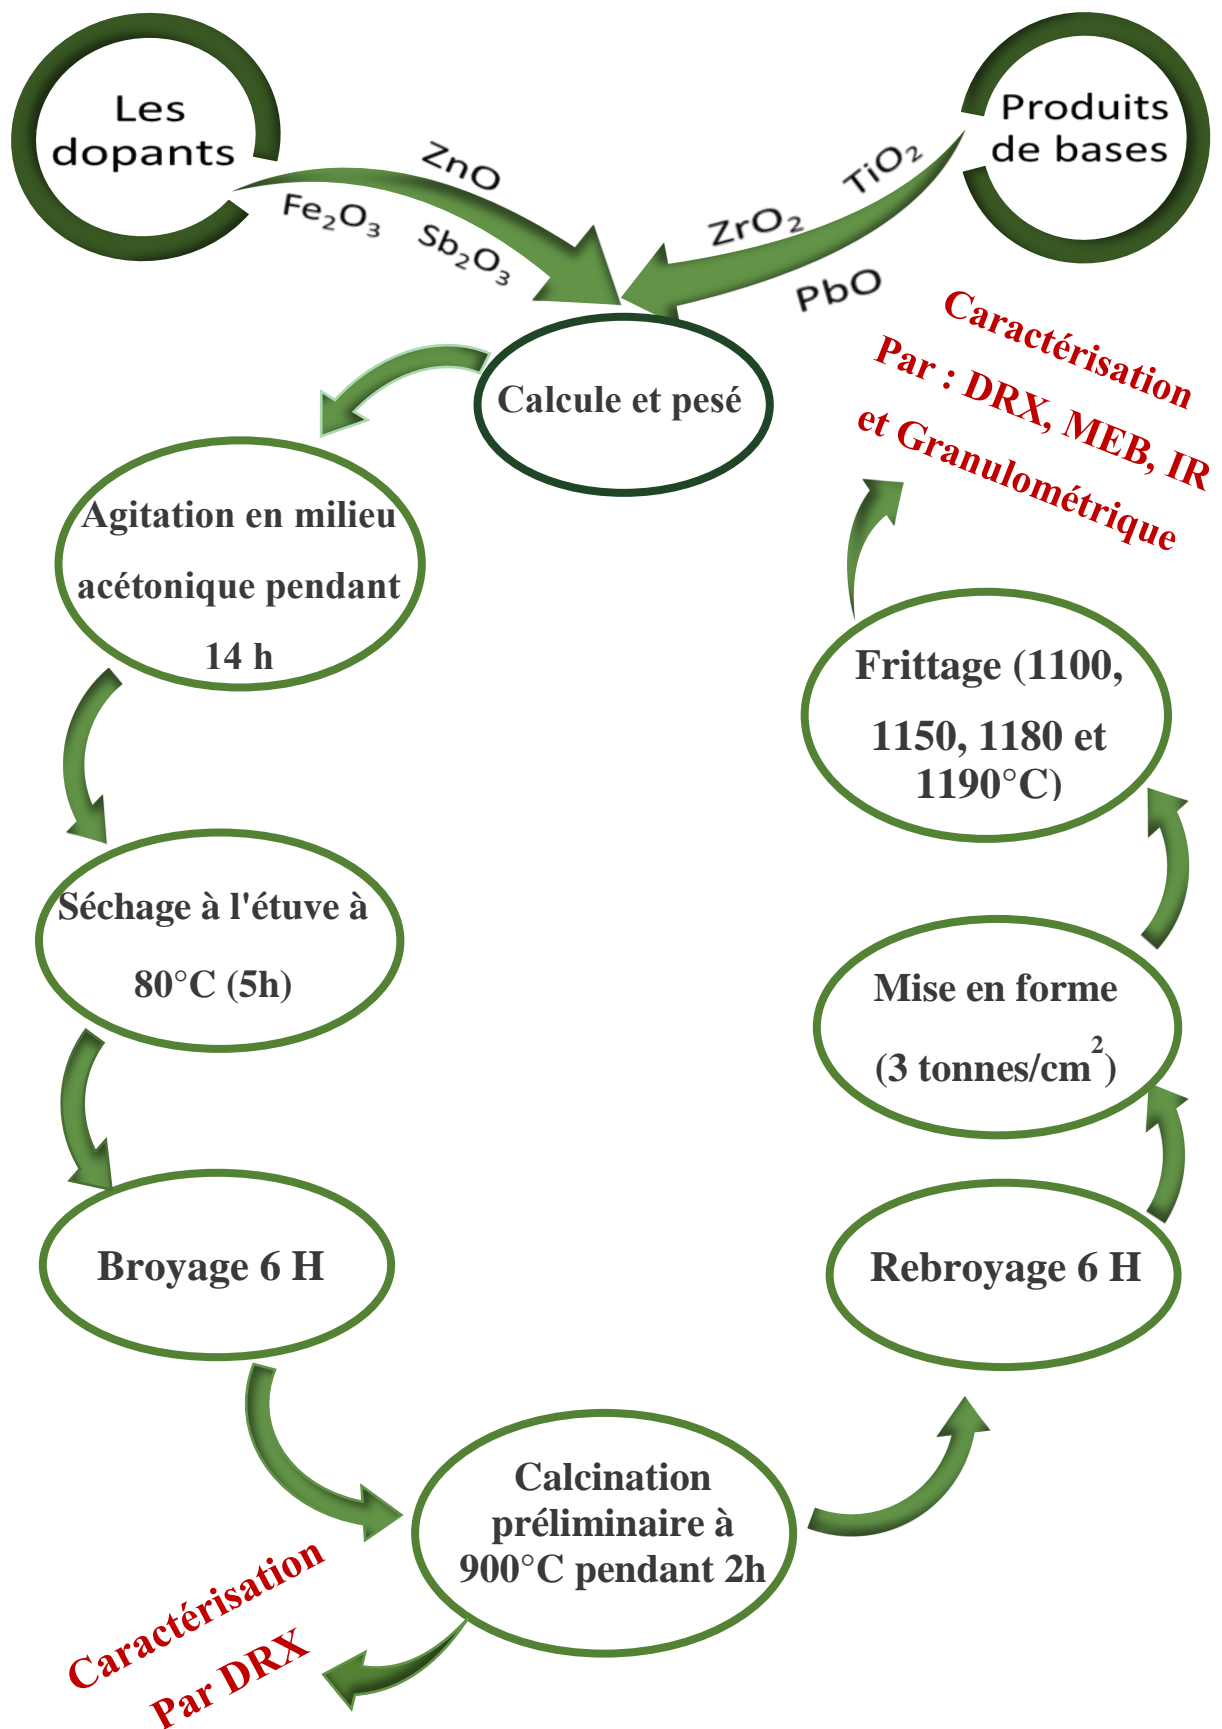 Les
dopants
Produits
de bases
ZnO
Fe₂O₃
Sb₂O₃
TiO₂
ZrO₂
PbO
Calcule et pesé
Agitation en milieu
acétonique pendant
14 h
Séchage à l'étuve à
80°C (5h)
Broyage 6 H
Calcination
préliminaire à
900°C pendant 2h
Caractérisation
Par DRX
Rebroyage 6 H
Mise en forme
(3 tonnes/cm²)
Frittage (1100,
1150, 1180 et
1190°C)
Caractérisation
Par : DRX, MEB, IR
et Granulométrique